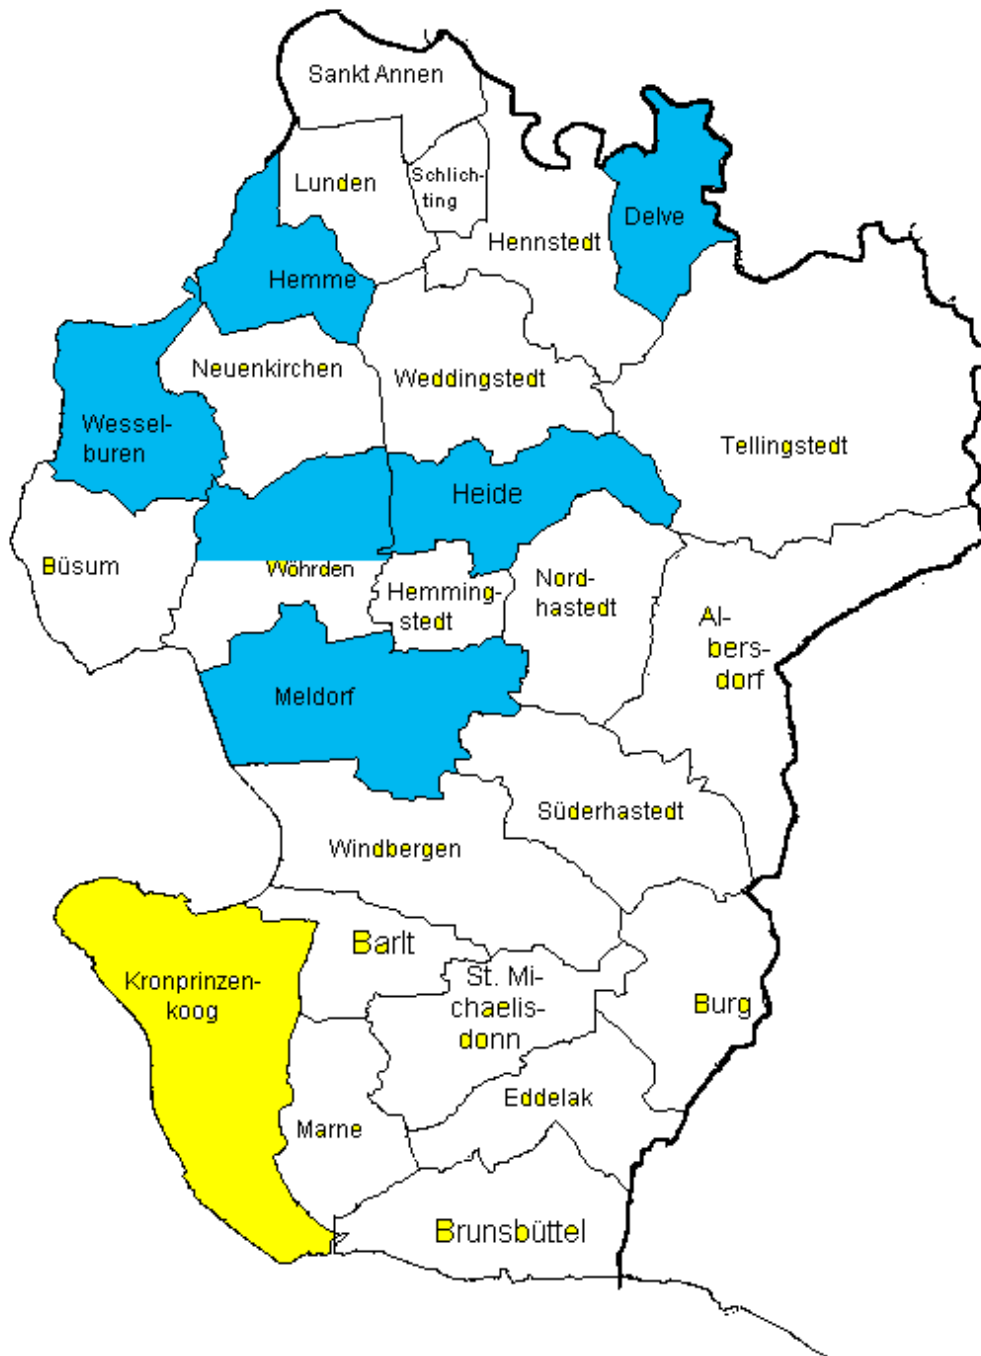 Sankt Annen
Lunden
Schlich-
ting
Hennstedt
Delve
Hemme
Neuenkirchen
Weddingstedt
Wessel-
buren
Tellingstedt
Heide
Büsum
Wöhrden
Hemming-
stedt
Nord-
hastedt
Al-
bers-
dorf
Meldorf
Süderhastedt
Windbergen
Barlt
Kronprinzen-
koog
St. Mi-
chaelis-
donn
Burg
Eddelak
Marne
Brunsbüttel